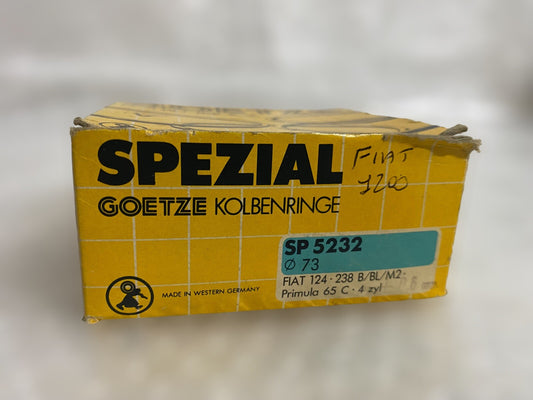 SPEZIAL
FIAT
1200
GOETZE KOLBENRINGE
SP 5232
Ø 73
FIAT 124 · 238 B/BL/M2
Primula 65 C · 4 zyl
MADE IN WESTERN GERMANY